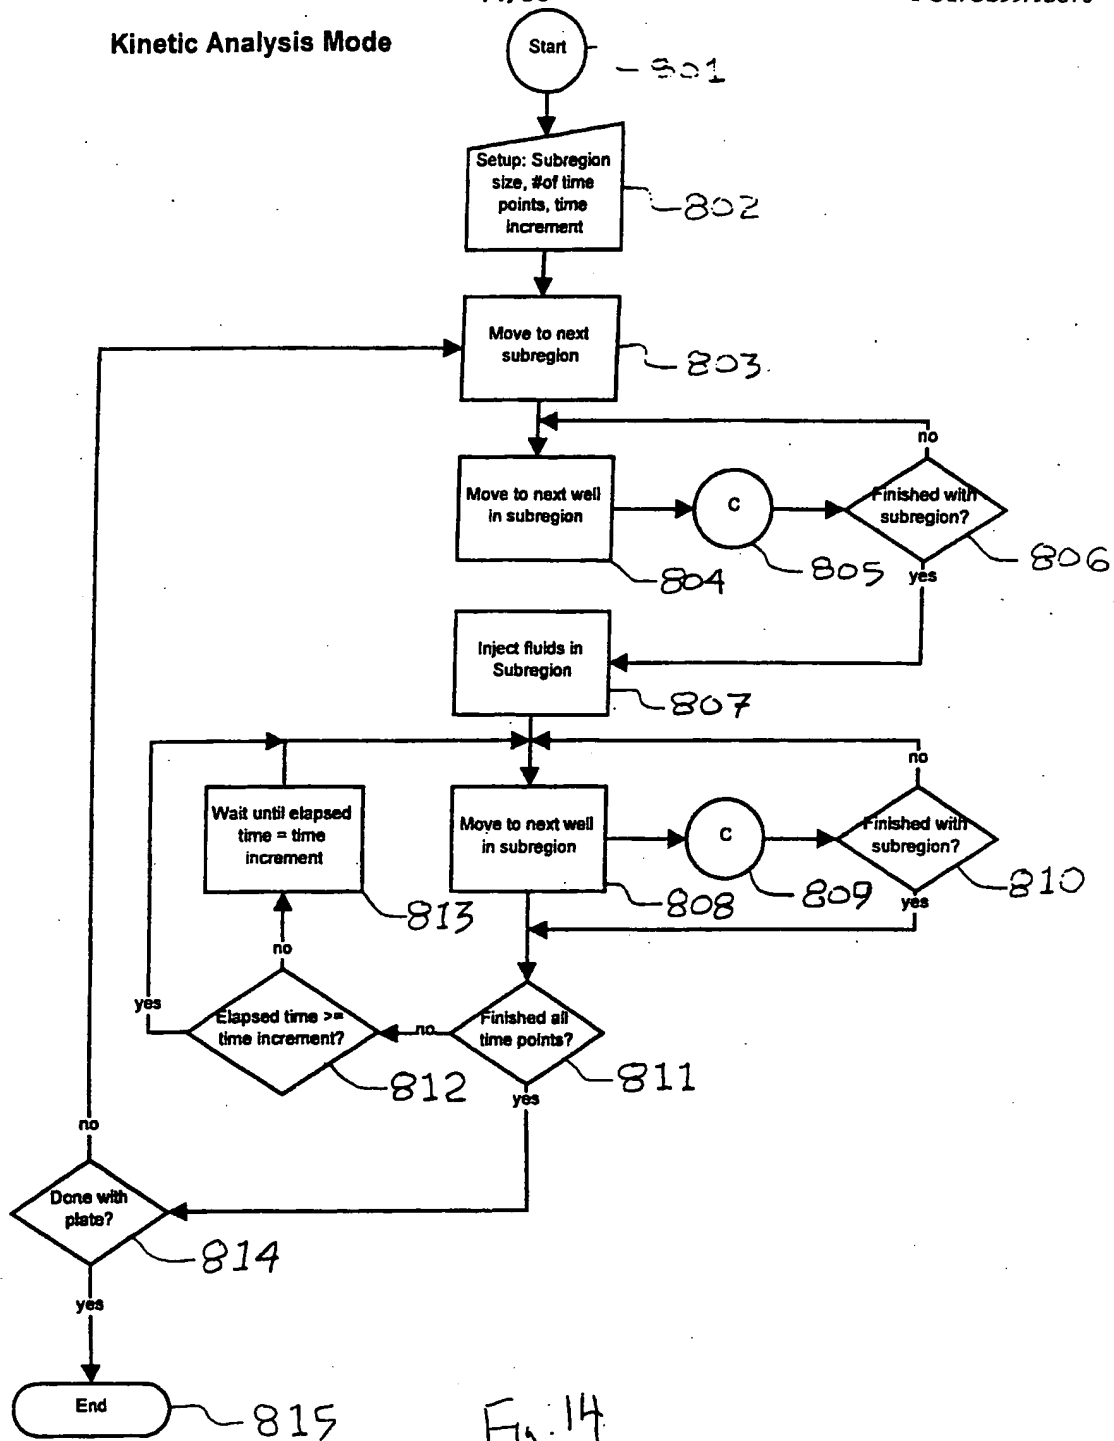 Kinetic Analysis Mode
Start
801
Setup: Subregion
size, #of time
points, time
increment
802
Move to next
subregion
803
no
Move to next well
in subregion
C
Finished with
subregion?
804
805
806
yes
Inject fluids in
Subregion
807
no
Wait until elapsed
time = time
increment
Move to next well
in subregion
C
Finished with
subregion?
813
808
809
810
yes
no
yes
Elapsed time >=
time increment?
no
Finished all
time points?
812
811
yes
no
Done with
plate?
814
yes
End
815
Fig. 14